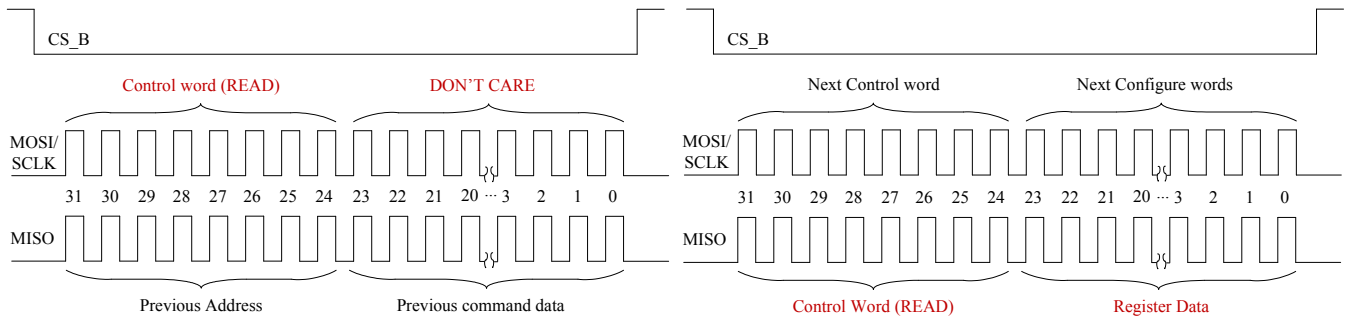 CS_B
CS_B
Control word (READ) DON'T CARE
Next Control word Next Configure words
MOSI/
SCLK
MOSI/
SCLK
31 30 29 28 27 26 25 24 23 22 21 20 ··· 3 2 1 0
31 30 29 28 27 26 25 24 23 22 21 20 ··· 3 2 1 0
MISO
MISO
Previous Address Previous command data
Control Word (READ) Register Data